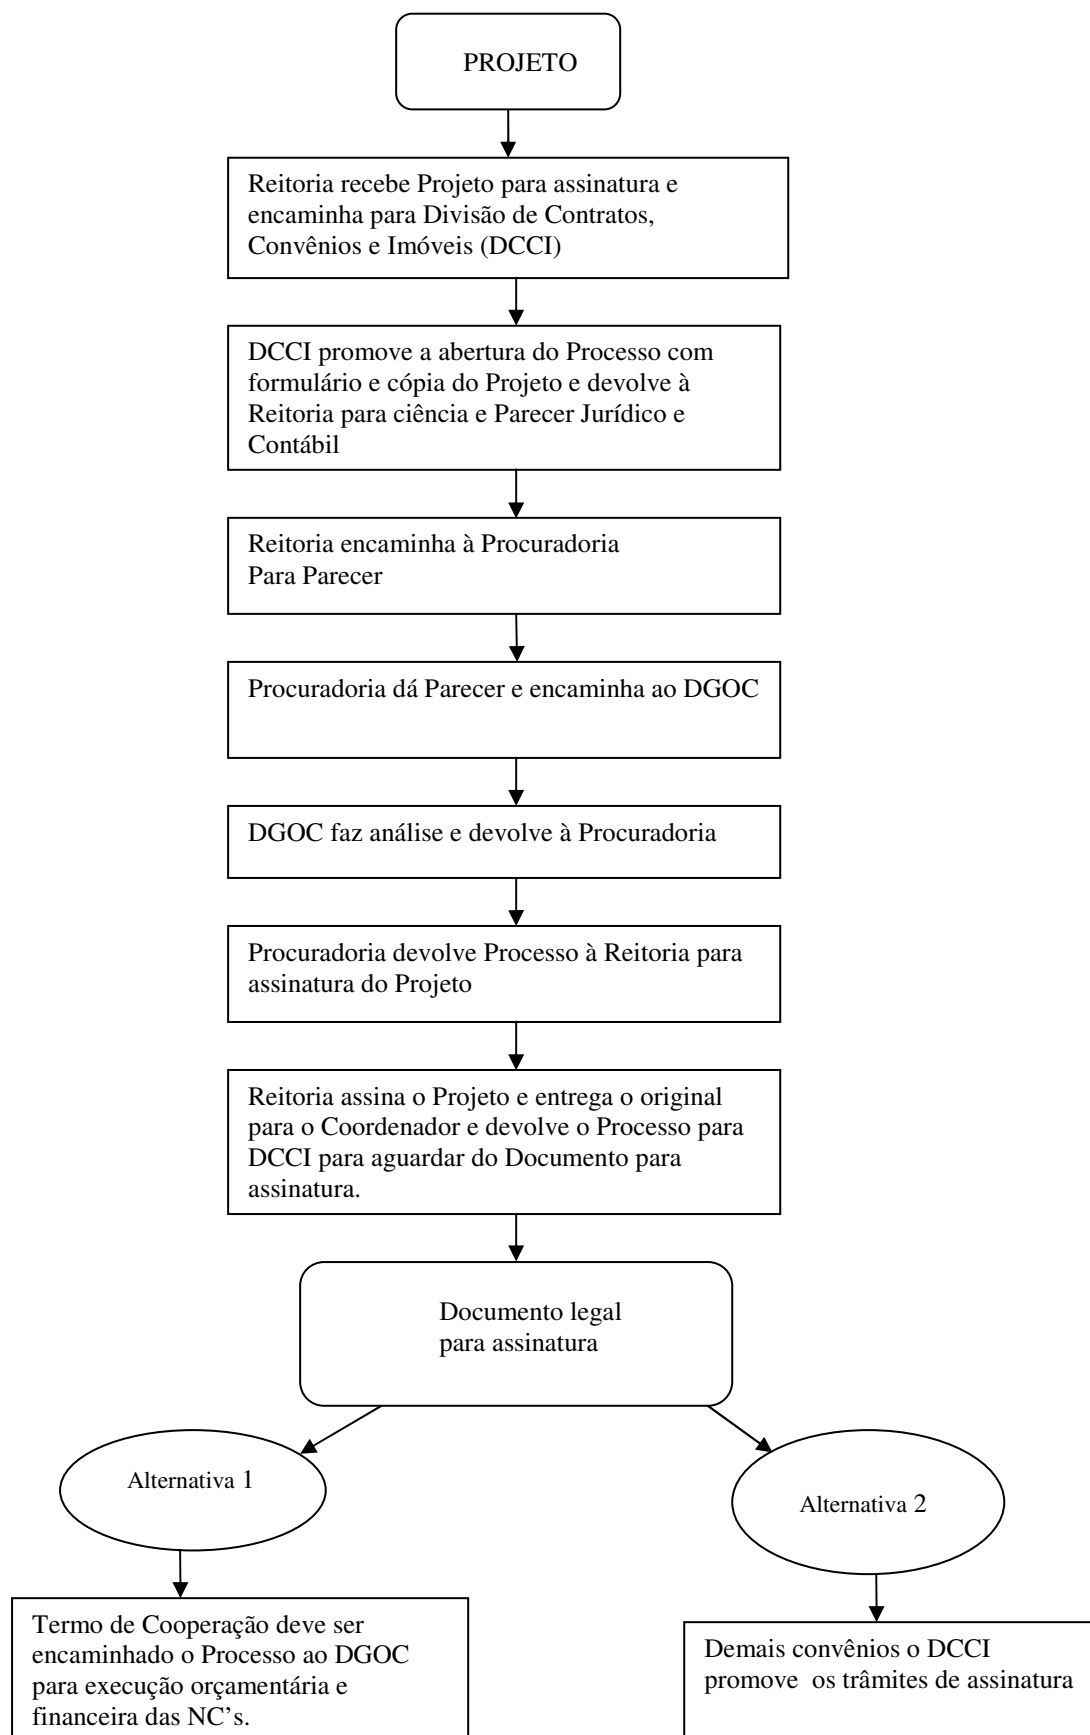 PROJETO
Reitoria recebe Projeto para assinatura e
encaminha para Divisão de Contratos,
Convênios e Imóveis (DCCI)
DCCI promove a abertura do Processo com
formulário e cópia do Projeto e devolve à
Reitoria para ciência e Parecer Jurídico e
Contábil
Reitoria encaminha à Procuradoria
Para Parecer
Procuradoria dá Parecer e encaminha ao DGOC
DGOC faz análise e devolve à Procuradoria
Procuradoria devolve Processo à Reitoria para
assinatura do Projeto
Reitoria assina o Projeto e entrega o original
para o Coordenador e devolve o Processo para
DCCI para aguardar do Documento para
assinatura.
Documento legal
para assinatura
Alternativa 1
Alternativa 2
Termo de Cooperação deve ser
encaminhado o Processo ao DGOC
para execução orçamentária e
financeira das NC’s.
Demais convênios o DCCI
promove os trâmites de assinatura